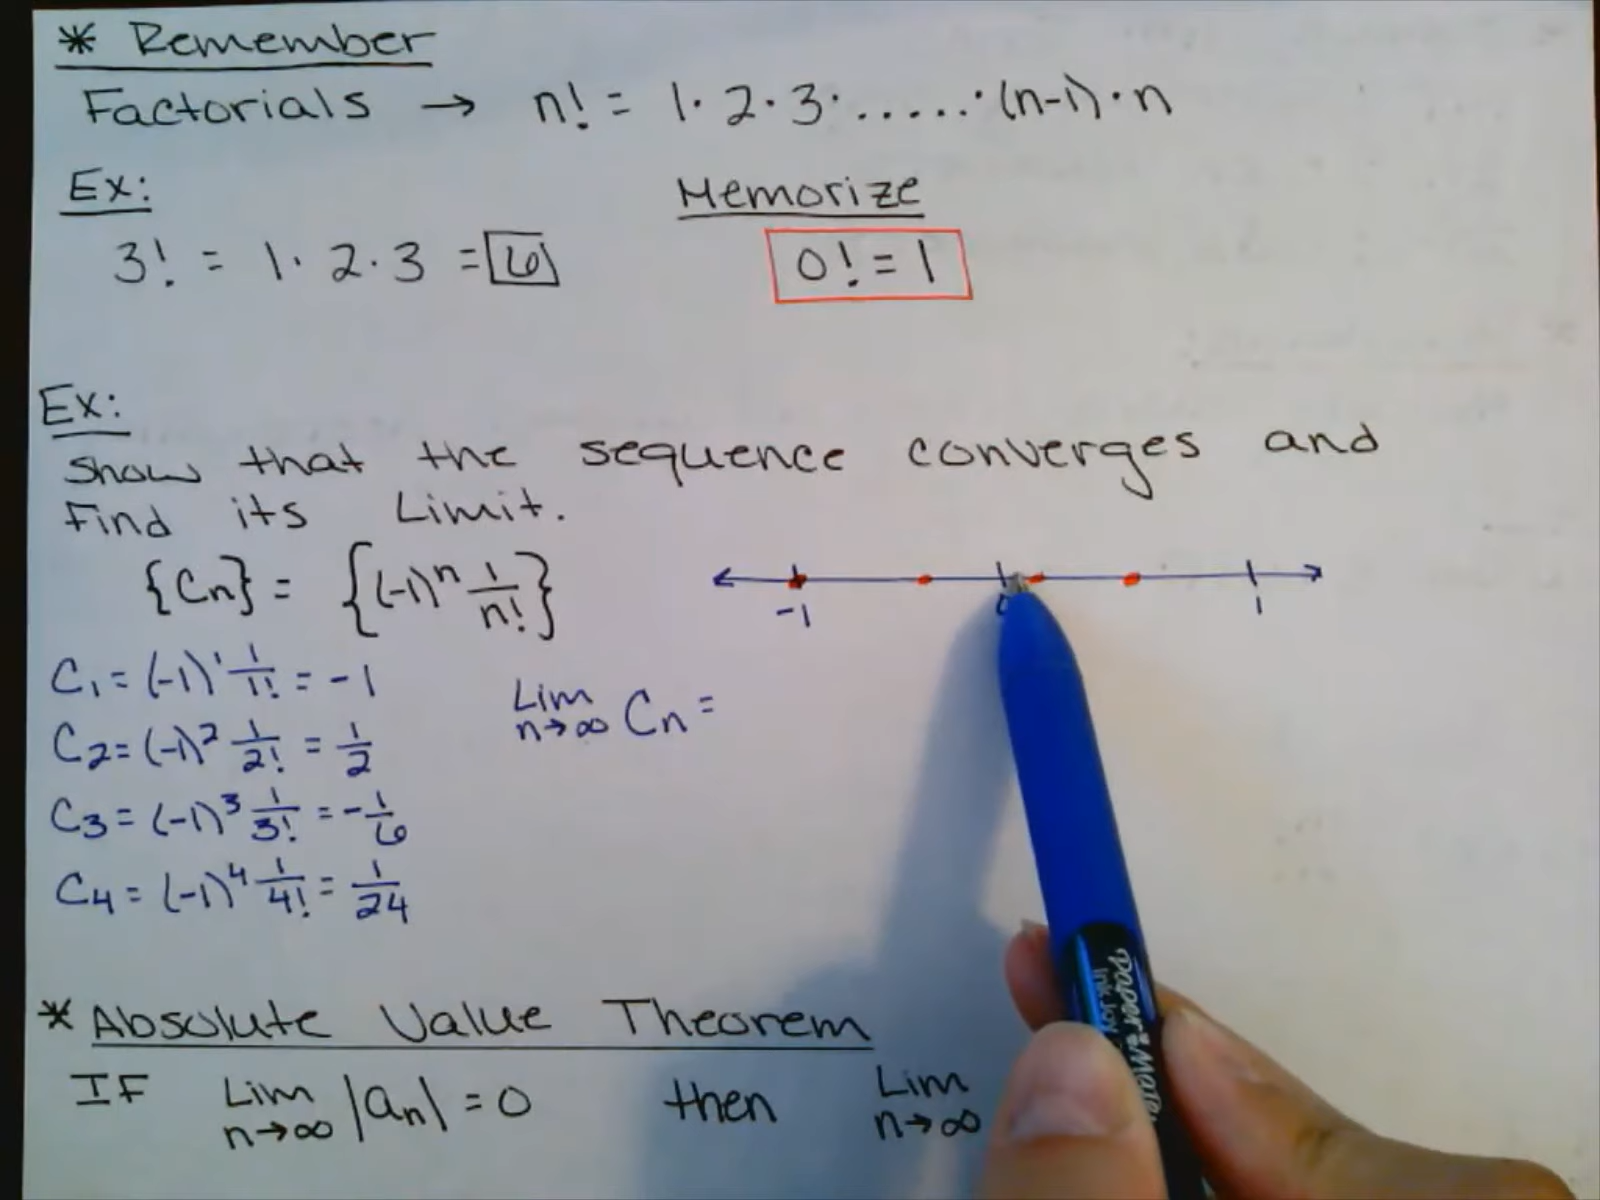 * Remember
Factorials → n! = 1·2·3·.....·(n-1)·n
Ex:
3! = 1·2·3 = 6
Memorize
0! = 1
Ex:
Show that the sequence converges and
Find its Limit.
{Cn} = {(-1)^n 1/n!}
-1 0 1
C1 = (-1)^1 1/1! = -1
C2 = (-1)^2 1/2! = 1/2
C3 = (-1)^3 1/3! = -1/6
C4 = (-1)^4 1/4! = 1/24
Lim n→∞ Cn =
* Absolute Value Theorem
IF Lim n→∞ |an| = 0 then Lim n→∞
Paper Mate
InkJoy